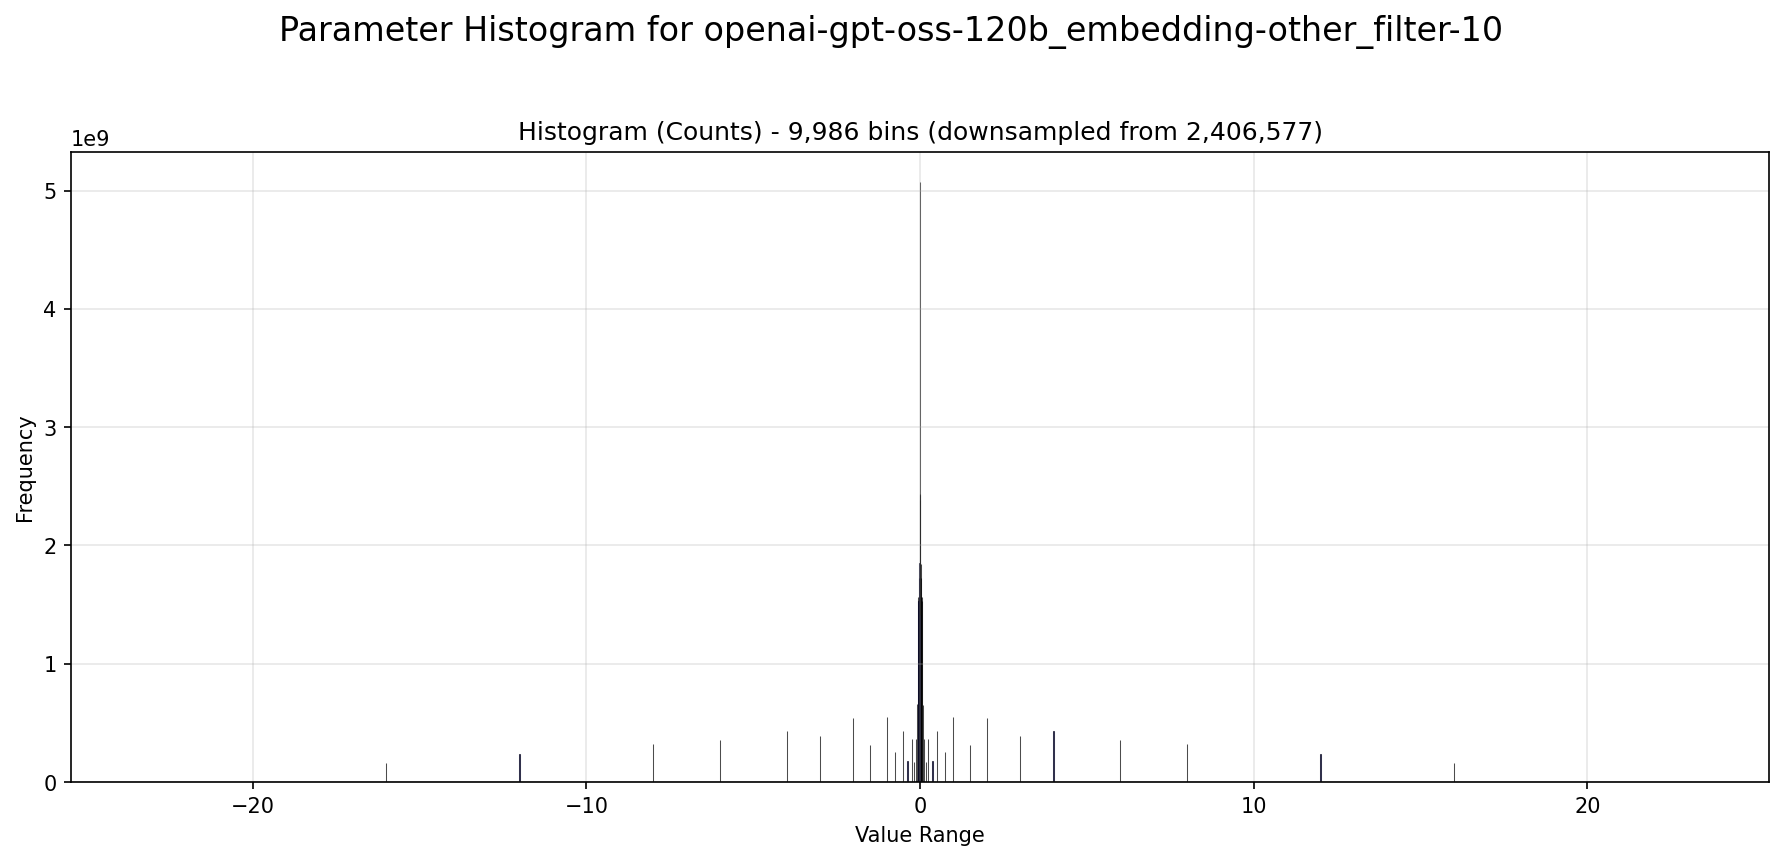 Parameter Histogram for openai-gpt-oss-120b_embedding-other_filter-10
Histogram (Counts) - 9,986 bins (downsampled from 2,406,577)
1e9
5
4
3
2
1
0
Frequency
−20
−10
0
10
20
Value Range